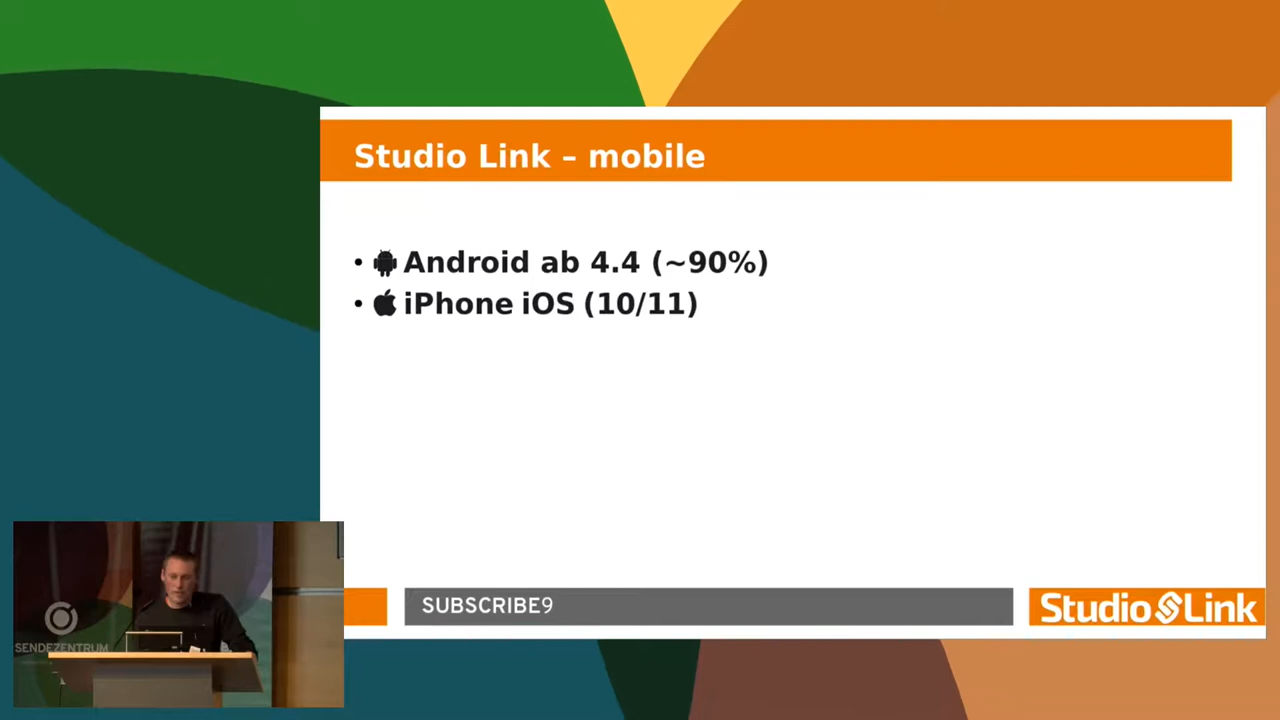 Studio Link – mobile
• Android ab 4.4 (~90%)
• iPhone iOS (10/11)
SENDEZENTRUM
SUBSCRIBE9
Studio Link